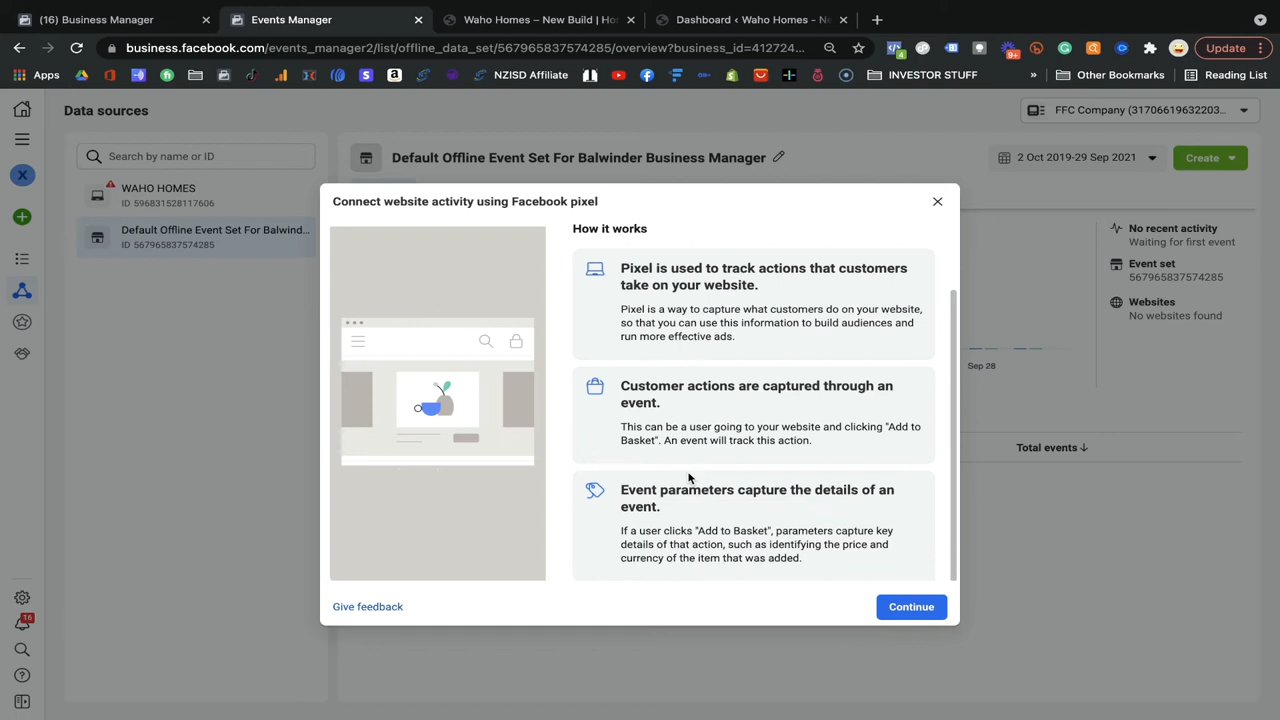 (16) Business Manager
Events Manager
Waho Homes – New Build | Ho
Dashboard ‹ Waho Homes - Ne
business.facebook.com/events_manager2/list/offline_data_set/567965837574285/overview?business_id=412724...
4
9+
Update
Apps
NZISD Affiliate
INVESTOR STUFF
»
Other Bookmarks
Reading List
Data sources
FFC Company (31706619632203...
X
Search by name or ID
Default Offline Event Set For Balwinder Business Manager
2 Oct 2019-29 Sep 2021
Create
WAHO HOMES
ID 596831528117606
Default Offline Event Set For Balwind...
ID 567965837574285
Connect website activity using Facebook pixel
How it works
Pixel is used to track actions that customers
take on your website.
Pixel is a way to capture what customers do on your website,
so that you can use this information to build audiences and
run more effective ads.
Customer actions are captured through an
event.
This can be a user going to your website and clicking "Add to
Basket". An event will track this action.
Event parameters capture the details of an
event.
If a user clicks "Add to Basket", parameters capture key
details of that action, such as identifying the price and
currency of the item that was added.
Give feedback
Continue
No recent activity
Waiting for first event
Event set
567965837574285
Websites
No websites found
Sep 28
Total events
16